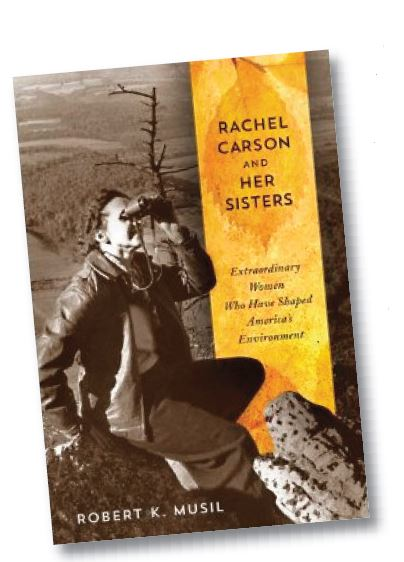 RACHEL
CARSON
AND
HER
SISTERS
Extraordinary
Women
Who Have Shaped
America's
Environment
ROBERT K. MUSIL